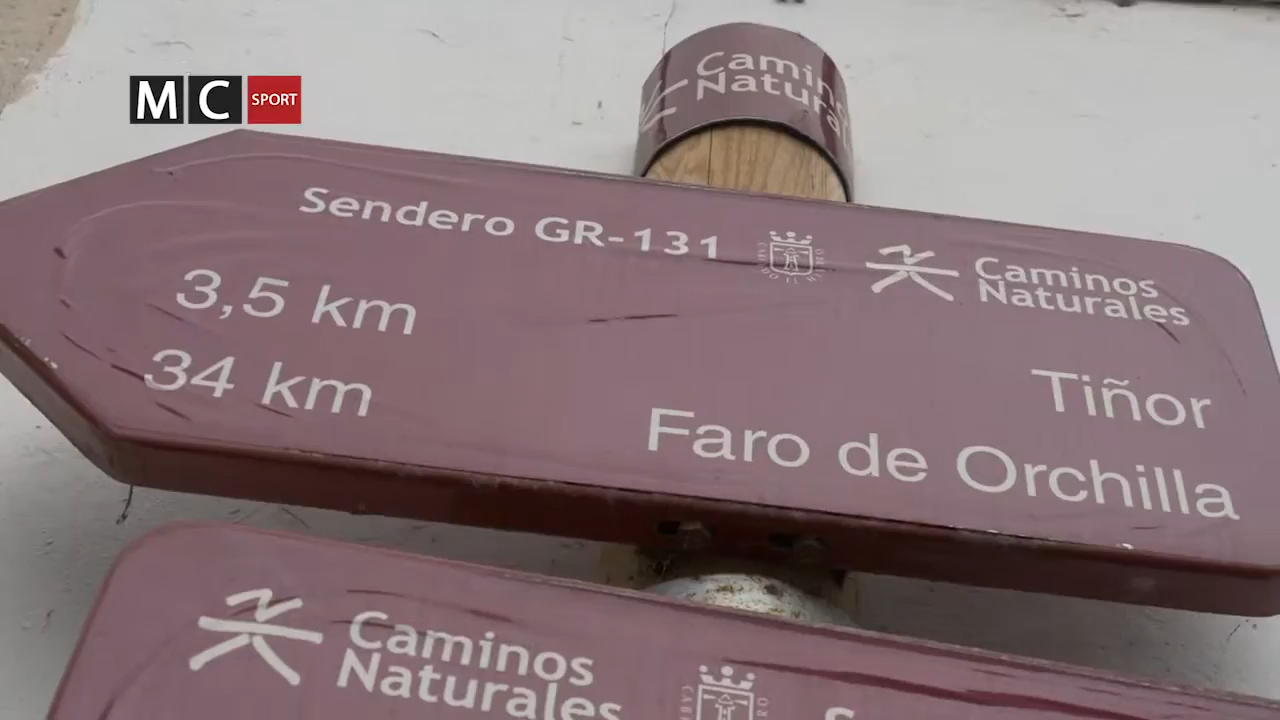 MC SPORT
Caminos
Natural
Sendero GR-131
Caminos
Naturales
3,5 km
Tiñor
34 km
Faro de Orchilla
Caminos
Naturales